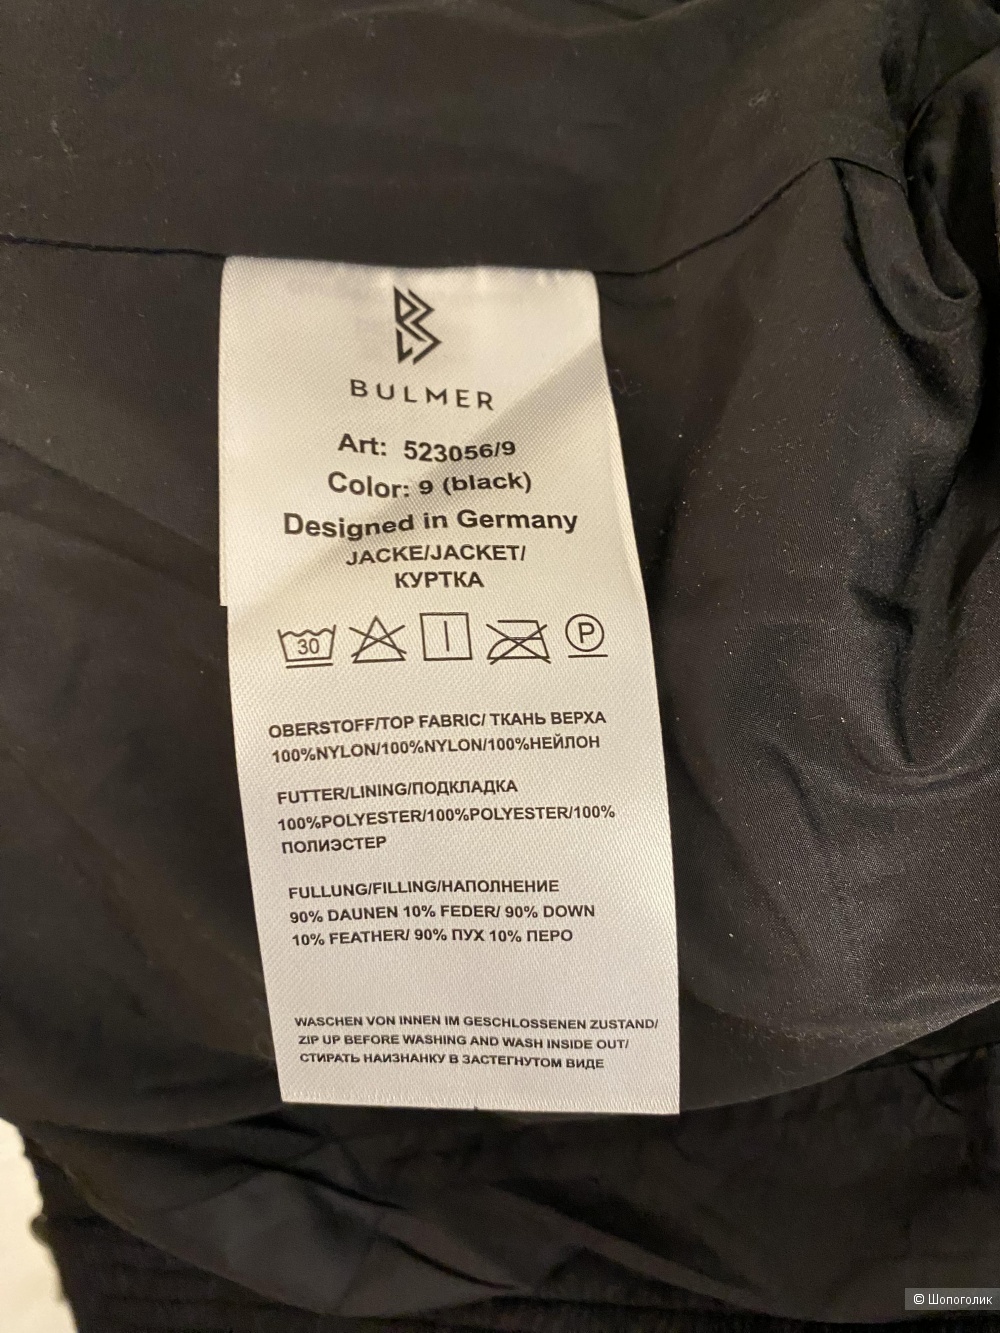 BULMER
Art: 523056/9
Color: 9 (black)
Designed in Germany
JACKE/JACKET/
КУРТКА
30 P
OBERSTOFF/TOP FABRIC/ ТКАНЬ ВЕРХА
100%NYLON/100%NYLON/100%НЕЙЛОН
FUTTER/LINING/ПОДКЛАДКА
100%POLYESTER/100%POLYESTER/100%
ПОЛИЭСТЕР
FULLUNG/FILLING/НАПОЛНЕНИЕ
90% DAUNEN 10% FEDER/ 90% DOWN
10% FEATHER/ 90% ПУХ 10% ПЕРО
WASCHEN VON INNEN IM GESCHLOSSENEN ZUSTAND/
ZIP UP BEFORE WASHING AND WASH INSIDE OUT/
СТИРАТЬ НАИЗНАНКУ В ЗАСТЕГНУТОМ ВИДЕ
© Шопоголик